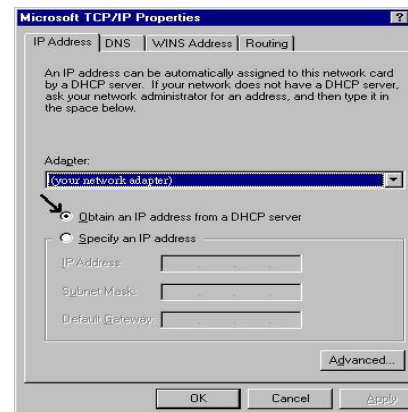 Microsoft TCP/IP Properties ?
IP Address DNS WINS Address Routing
An IP address can be automatically assigned to this network card
by a DHCP server. If your network does not have a DHCP server,
ask your network administrator for an address, and then type it in
the space below.
Adapter:
(your network adapter)
Obtain an IP address from a DHCP server
Specify an IP address
IP Address:
Subnet Mask:
Default Gateway:
Advanced...
OK Cancel Apply